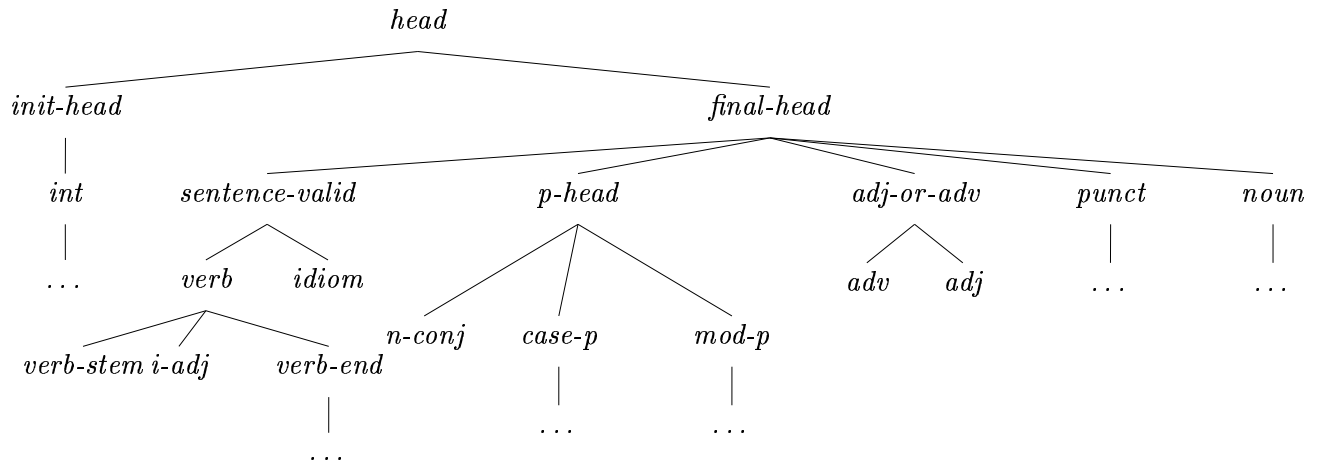 head
init-head final-head
int sentence-valid p-head adj-or-adv punct noun
... verb idiom adv adj ... ...
n-conj case-p mod-p
verb-stem i-adj verb-end
... ...
...